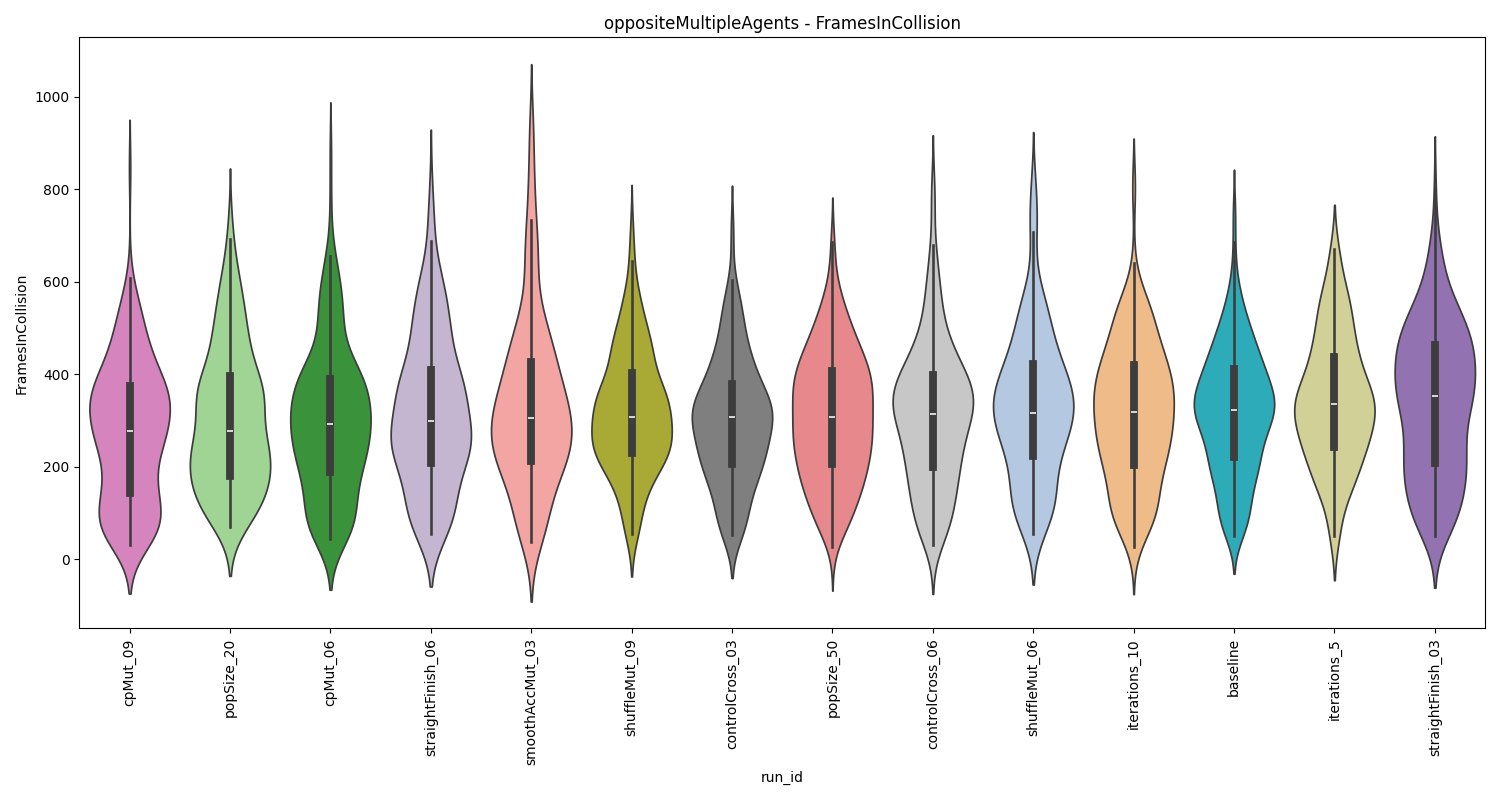 oppositeMultipleAgents - FramesInCollision
1000
800
600
400
200
0
FramesInCollision
cpMut_09
popSize_20
cpMut_06
straightFinish_06
smoothAccMut_03
shuffleMut_09
controlCross_03
popSize_50
controlCross_06
shuffleMut_06
iterations_10
baseline
iterations_5
straightFinish_03
run_id